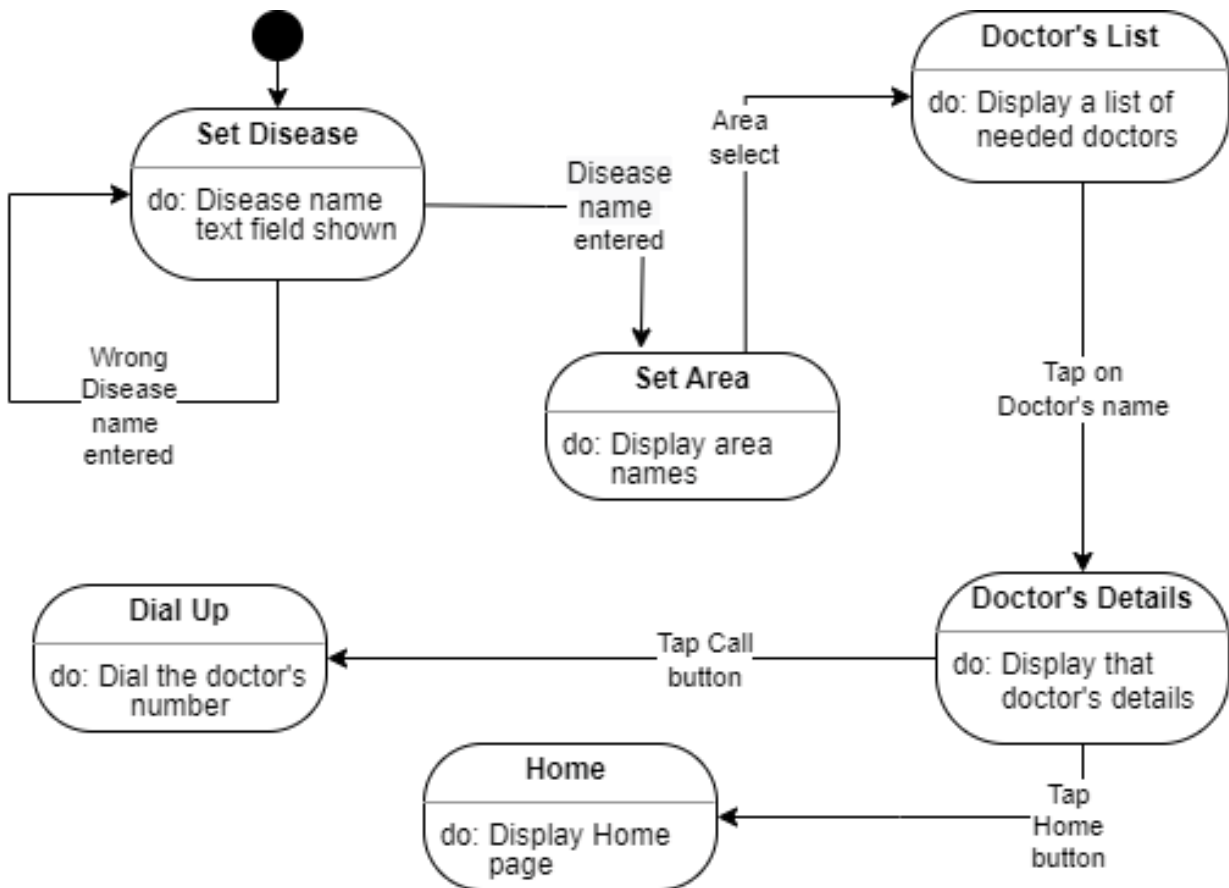 Set Disease
do: Disease name
text field shown
Wrong
Disease
name
entered
Disease
name
entered
Set Area
do: Display area
names
Area
select
Doctor's List
do: Display a list of
needed doctors
Tap on
Doctor's name
Doctor's Details
do: Display that
doctor's details
Tap Call
button
Dial Up
do: Dial the doctor's
number
Tap
Home
button
Home
do: Display Home
page